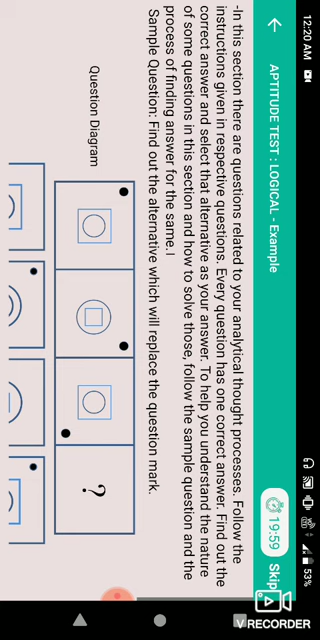 12:20 AM
53%
APTITUDE TEST : LOGICAL - Example
19:59
Skip
-In this section there are questions related to your analytical thought processes. Follow the
instructions given in respective questions. Every question has one correct answer. Find out the
correct answer and select that alternative as your answer. To help you understand the nature
of some questions in this section and how to solve those, follow the sample question and the
process of finding answer for the same.l
Sample Question: Find out the alternative which will replace the question mark.
Question Diagram
?
V RECORDER